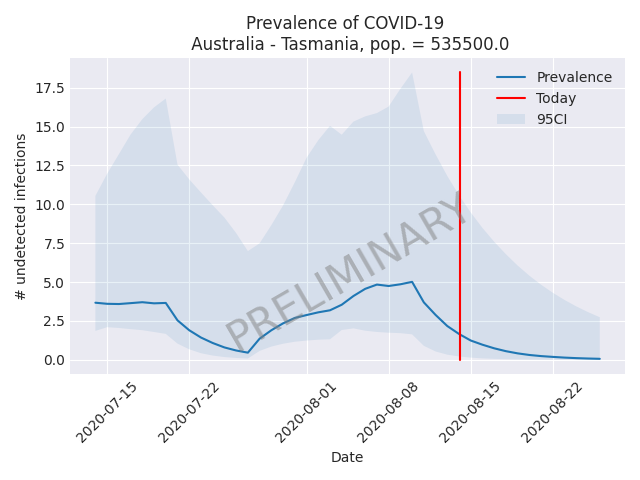 Prevalence of COVID-19
Australia - Tasmania, pop. = 535500.0
Prevalence
Today
95CI
PRELIMINARY
# undetected infections
17.5
15.0
12.5
10.0
7.5
5.0
2.5
0.0
2020-07-15
2020-07-22
2020-08-01
2020-08-08
2020-08-15
2020-08-22
Date